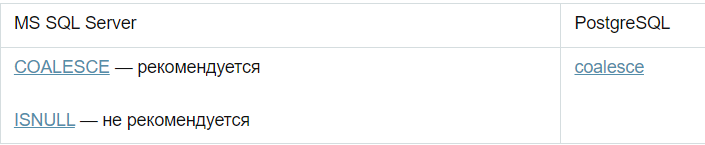 MS SQL Server
PostgreSQL
COALESCE — рекомендуется
coalesce
ISNULL — не рекомендуется